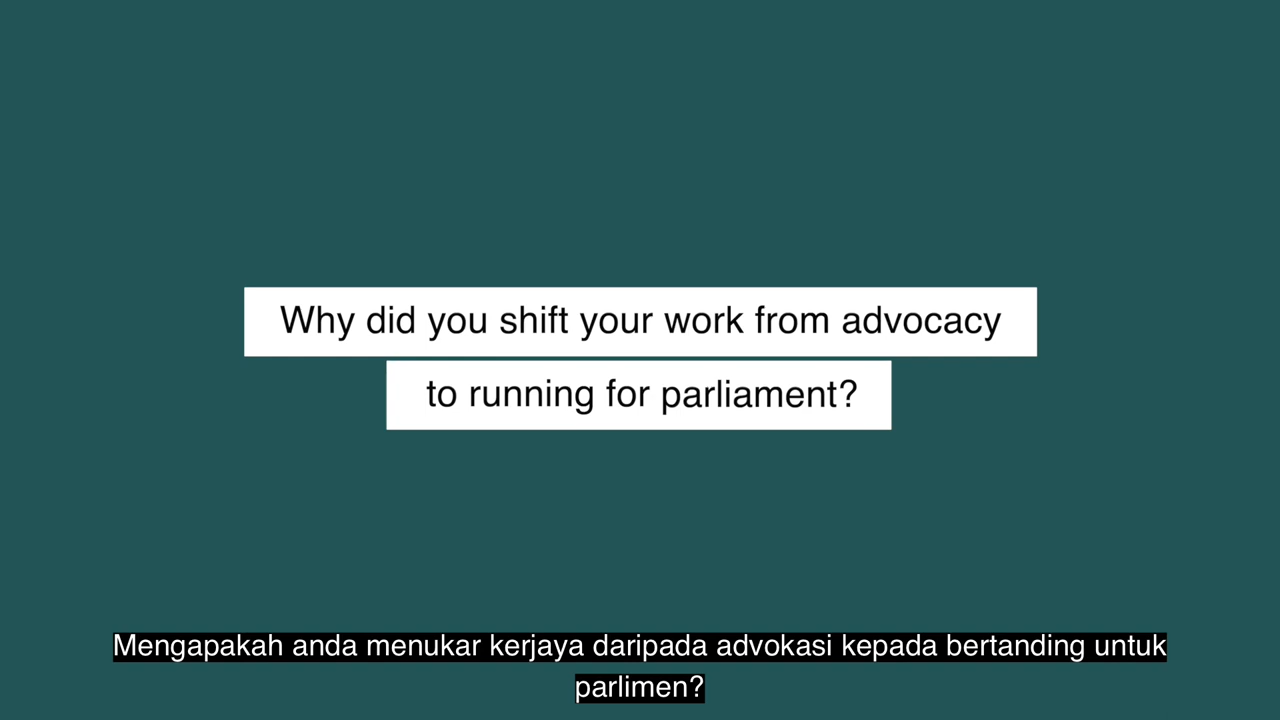 Why did you shift your work from advocacy
to running for parliament?
Mengapakah anda menukar kerjaya daripada advokasi kepada bertanding untuk
parlimen?